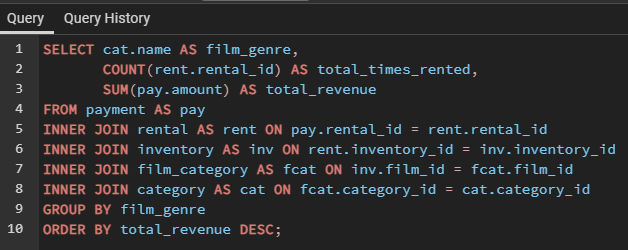 Query Query History
1 SELECT cat.name AS film_genre,
2 COUNT(rent.rental_id) AS total_times_rented,
3 SUM(pay.amount) AS total_revenue
4 FROM payment AS pay
5 INNER JOIN rental AS rent ON pay.rental_id = rent.rental_id
6 INNER JOIN inventory AS inv ON rent.inventory_id = inv.inventory_id
7 INNER JOIN film_category AS fcat ON inv.film_id = fcat.film_id
8 INNER JOIN category AS cat ON fcat.category_id = cat.category_id
9 GROUP BY film_genre
10 ORDER BY total_revenue DESC;